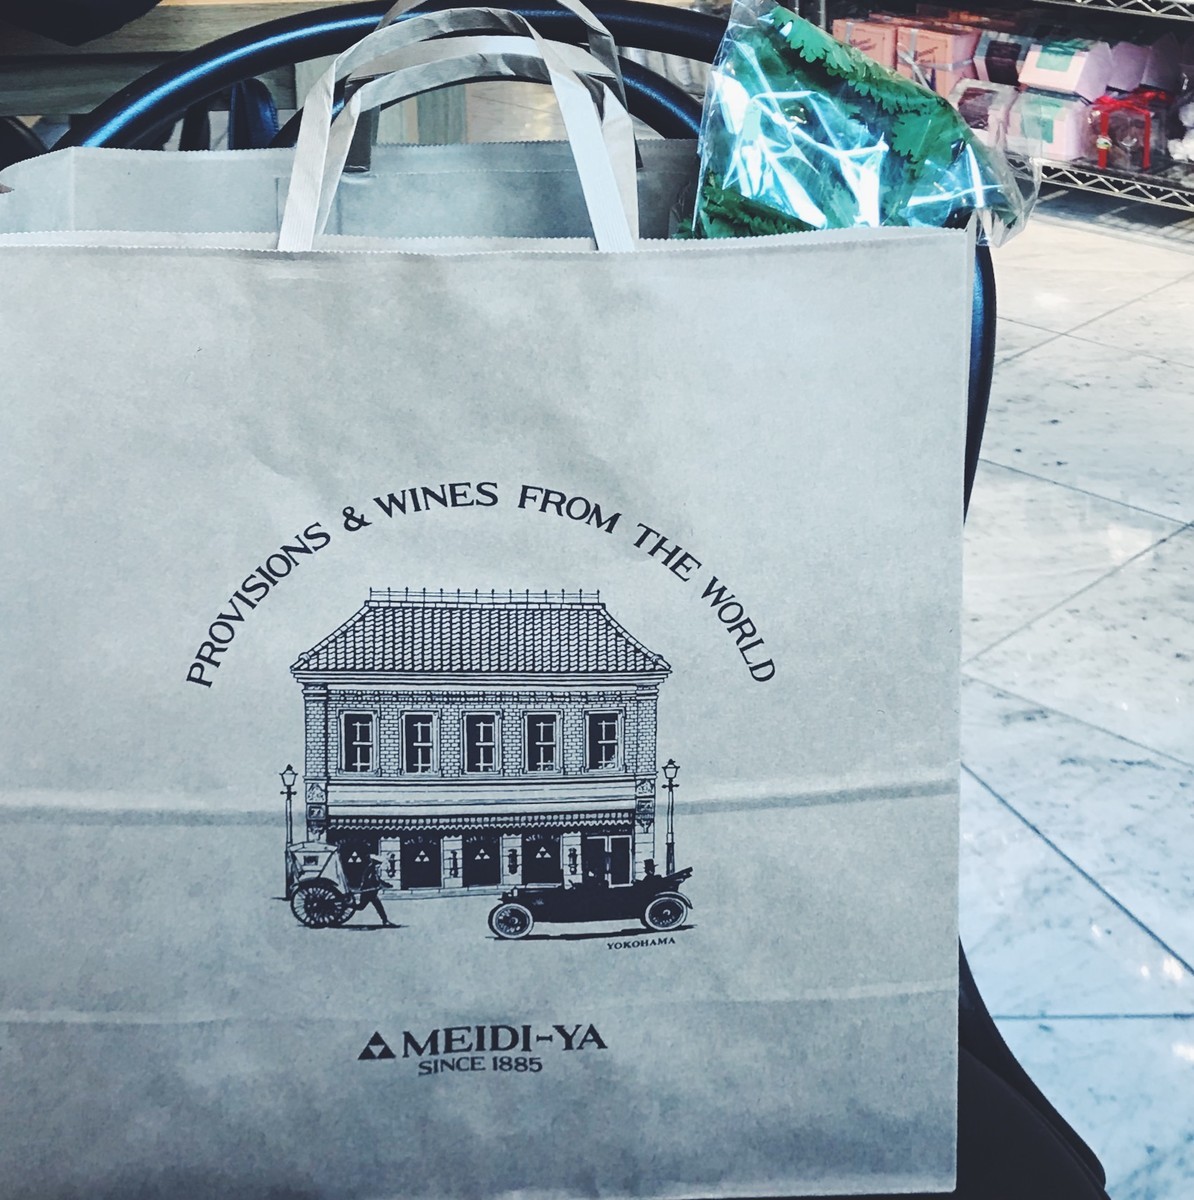 PROVISIONS & WINES FROM THE WORLD
YOKOHAMA
MEIDI-YA
SINCE 1885